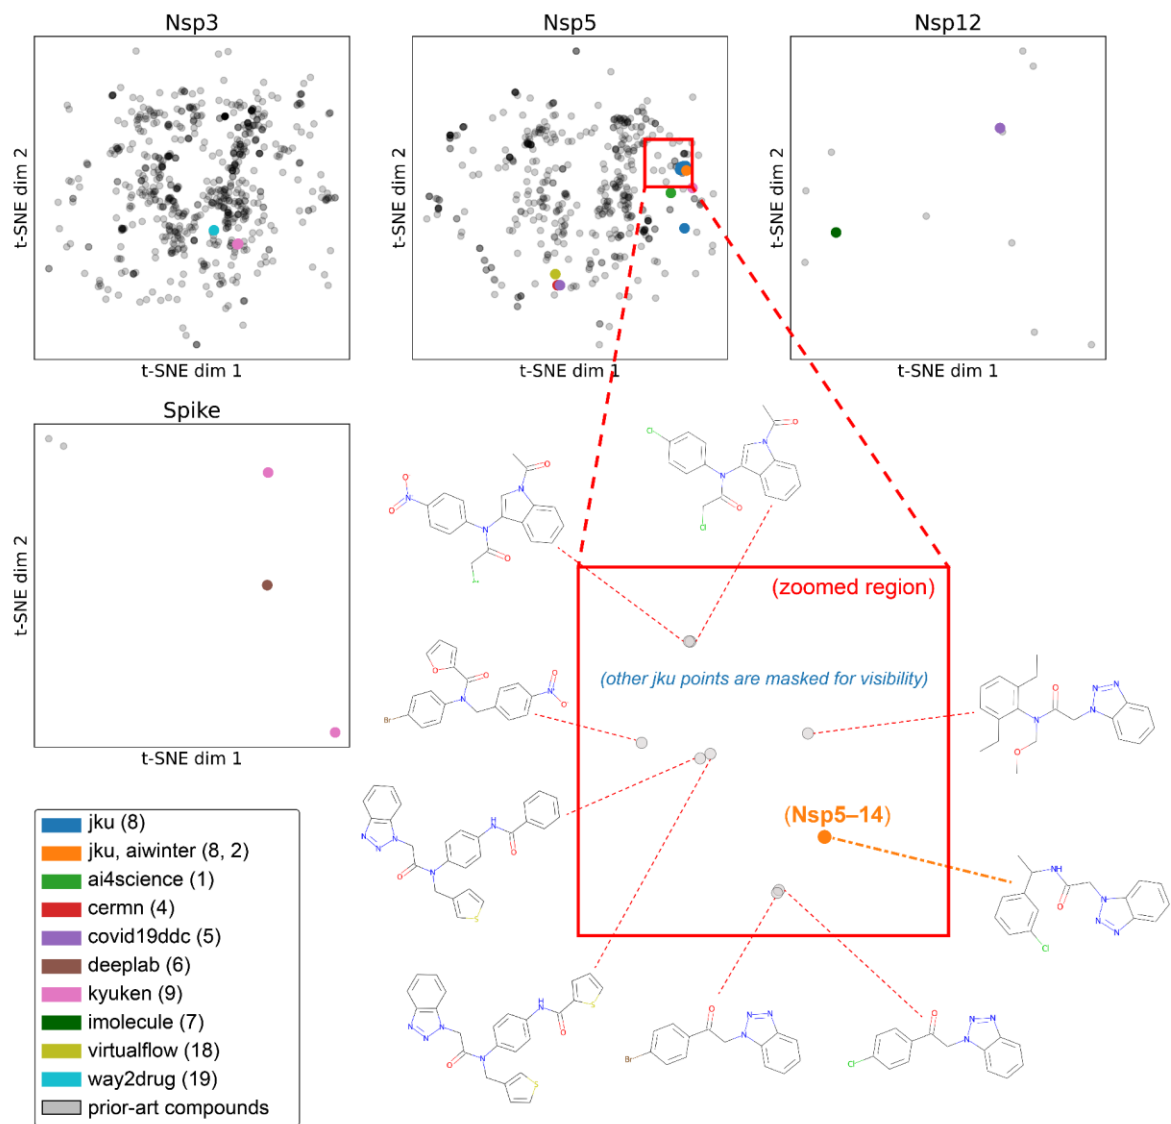 Nsp3
Nsp5
Nsp12
t-SNE dim 2
t-SNE dim 2
t-SNE dim 2
t-SNE dim 1
t-SNE dim 1
t-SNE dim 1
Spike
t-SNE dim 2
t-SNE dim 1
(zoomed region)
(other jku points are masked for visibility)
(Nsp5–14)
jku (8)
jku, aiwinter (8, 2)
ai4science (1)
cermn (4)
covid19ddc (5)
deeplab (6)
kyuken (9)
imolecule (7)
virtualflow (18)
way2drug (19)
prior-art compounds